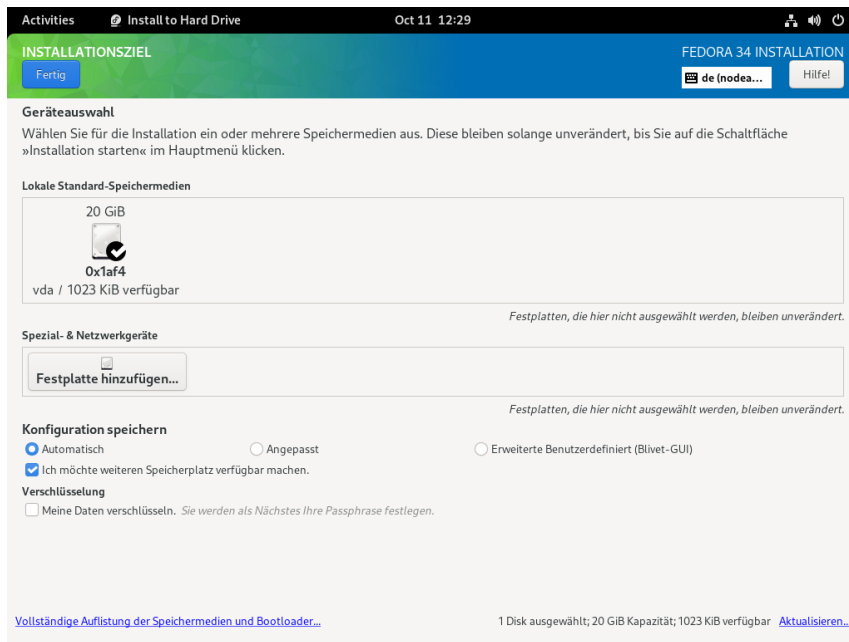 Activities Install to Hard Drive Oct 11 12:29
INSTALLATIONSZIEL FEDORA 34 INSTALLATION
Fertig de (nodea... Hilfe!
Geräteauswahl
Wählen Sie für die Installation ein oder mehrere Speichermedien aus. Diese bleiben solange unverändert, bis Sie auf die Schaltfläche
»Installation starten« im Hauptmenü klicken.
Lokale Standard-Speichermedien
20 GiB
0x1af4
vda / 1023 KiB verfügbar
Festplatten, die hier nicht ausgewählt werden, bleiben unverändert.
Spezial- & Netzwerkgeräte
Festplatte hinzufügen...
Festplatten, die hier nicht ausgewählt werden, bleiben unverändert.
Konfiguration speichern
Automatisch Angepasst Erweiterte Benutzerdefiniert (Blivet-GUI)
Ich möchte weiteren Speicherplatz verfügbar machen.
Verschlüsselung
Meine Daten verschlüsseln. Sie werden als Nächstes Ihre Passphrase festlegen.
Vollständige Auflistung der Speichermedien und Bootloader... 1 Disk ausgewählt; 20 GiB Kapazität; 1023 KiB verfügbar Aktualisieren..